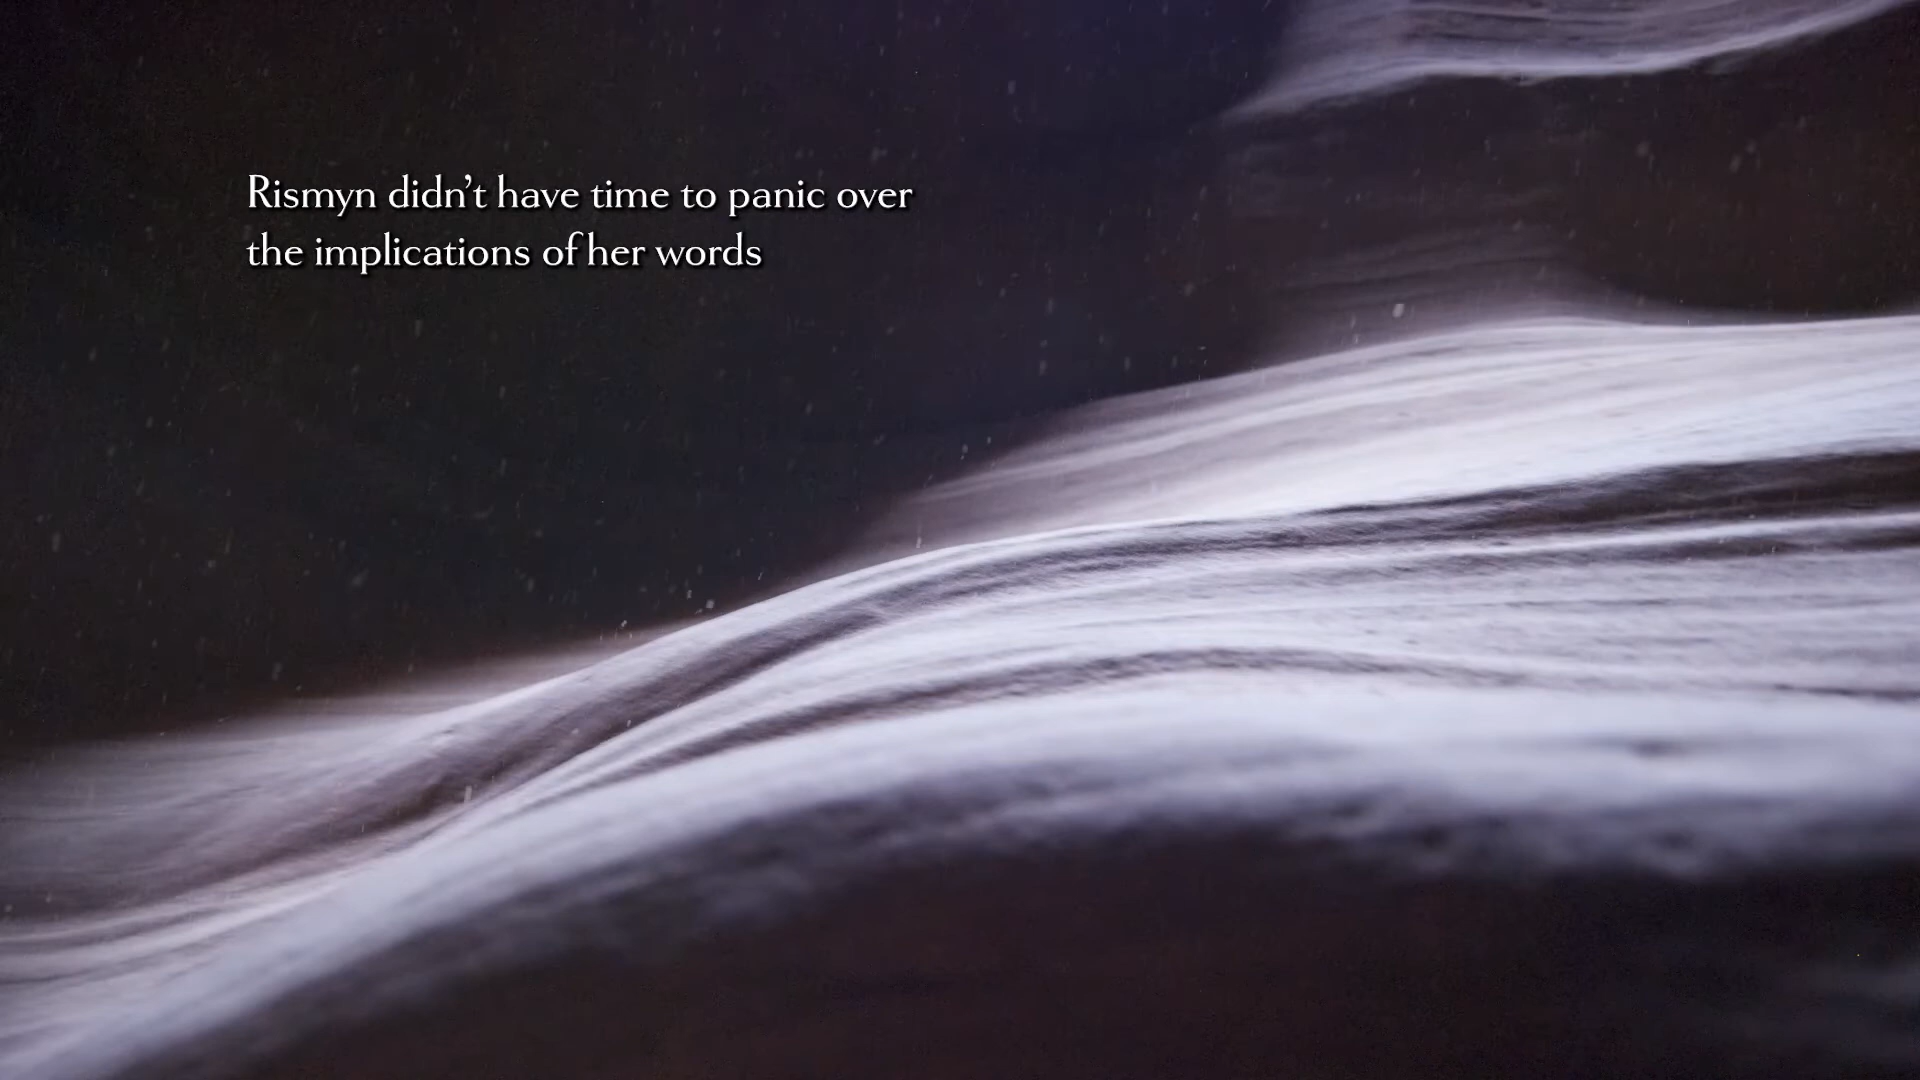 Rismyn didn’t have time to panic over
the implications of her words